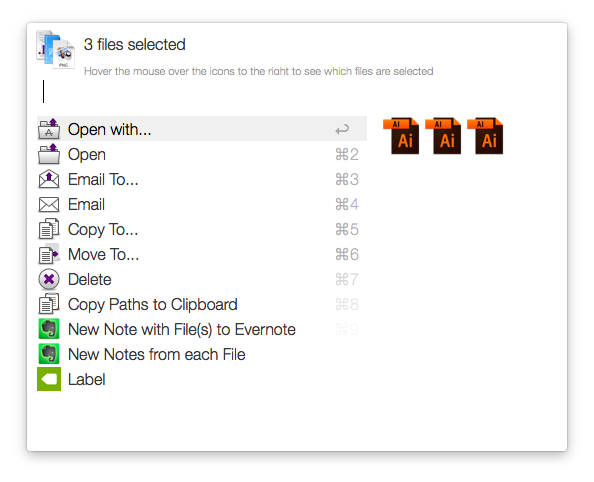 3 files selected
Hover the mouse over the icons to the right to see which files are selected
PNG
Open with... ↩
Open ⌘2
Email To... ⌘3
Email ⌘4
Copy To... ⌘5
Move To... ⌘6
Delete ⌘7
Copy Paths to Clipboard ⌘8
New Note with File(s) to Evernote ⌘9
New Notes from each File
Label
Ai Ai Ai
Ai Ai Ai